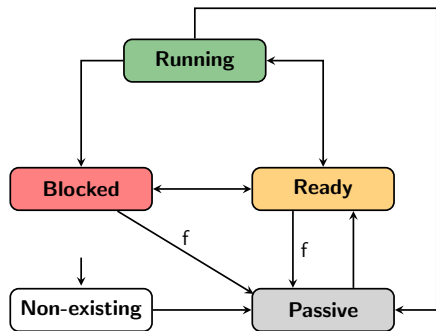 Running
Blocked
Ready
f
f
Non-existing
Passive